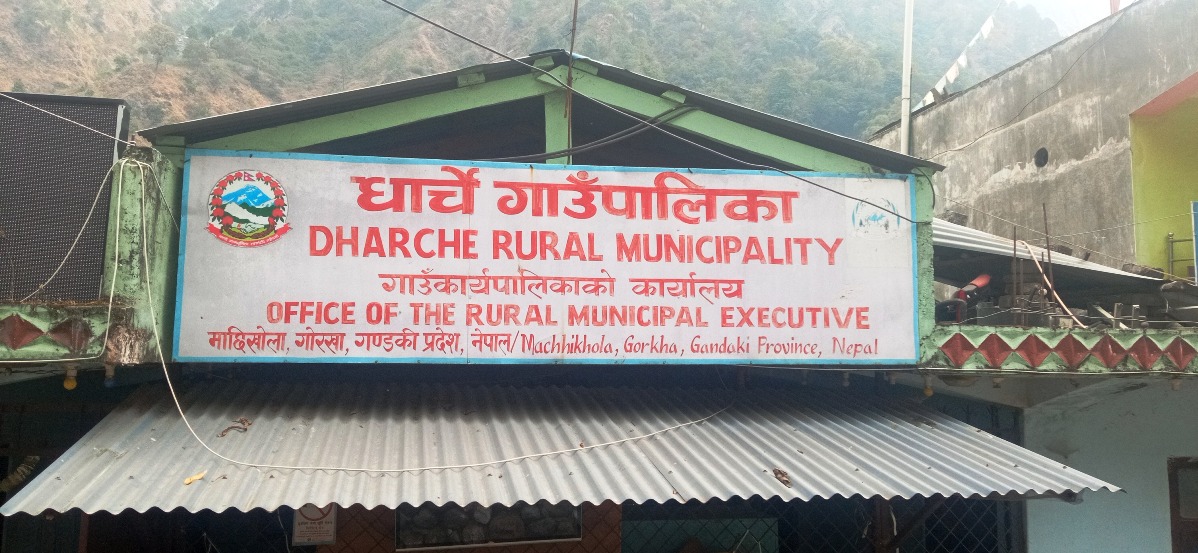 धार्चे गाउँपालिका
DHARCHE RURAL MUNICIPALITY
गाउँकार्यपालिकाको कार्यालय
OFFICE OF THE RURAL MUNICIPAL EXECUTIVE
माछिखोला, गोरखा, गण्डकी प्रदेश, नेपाल/Machhikhola, Gorkha, Gandaki Province, Nepal